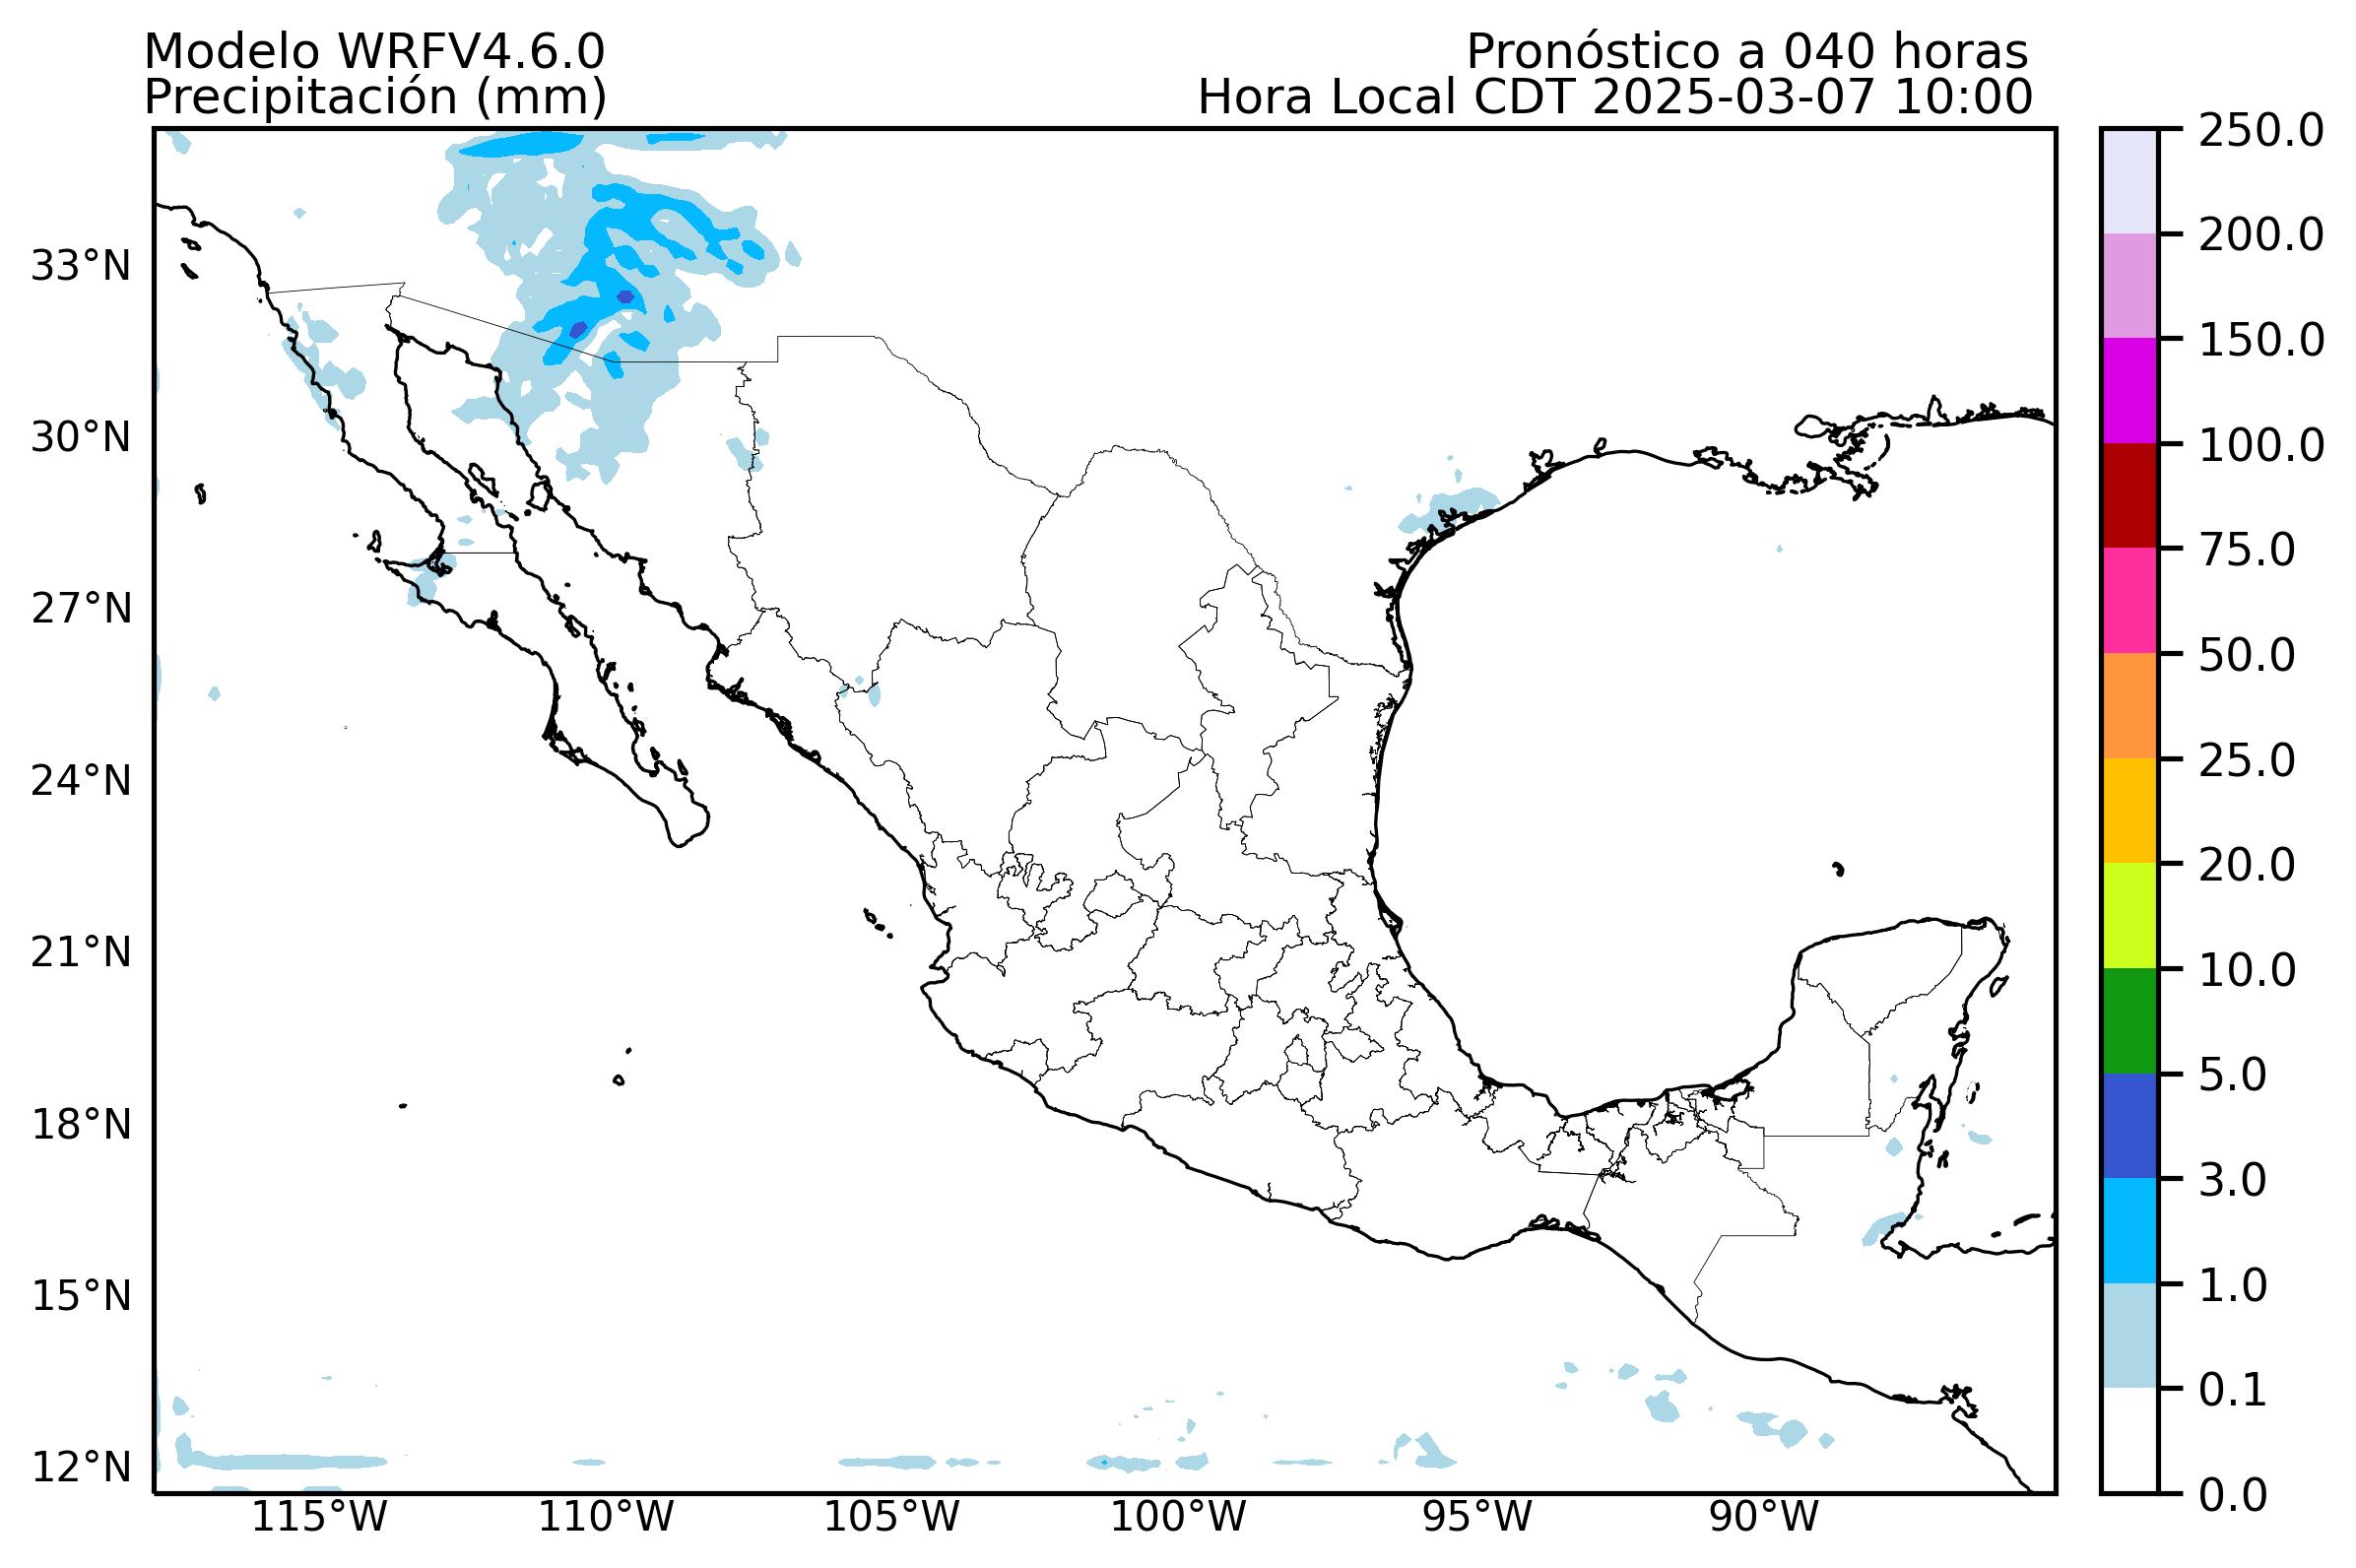 Modelo WRFV4.6.0
Precipitación (mm)
Pronóstico a 040 horas
Hora Local CDT 2025-03-07 10:00
33°N
30°N
27°N
24°N
21°N
18°N
15°N
12°N
115°W
110°W
105°W
100°W
95°W
90°W
250.0
200.0
150.0
100.0
75.0
50.0
25.0
20.0
10.0
5.0
3.0
1.0
0.1
0.0